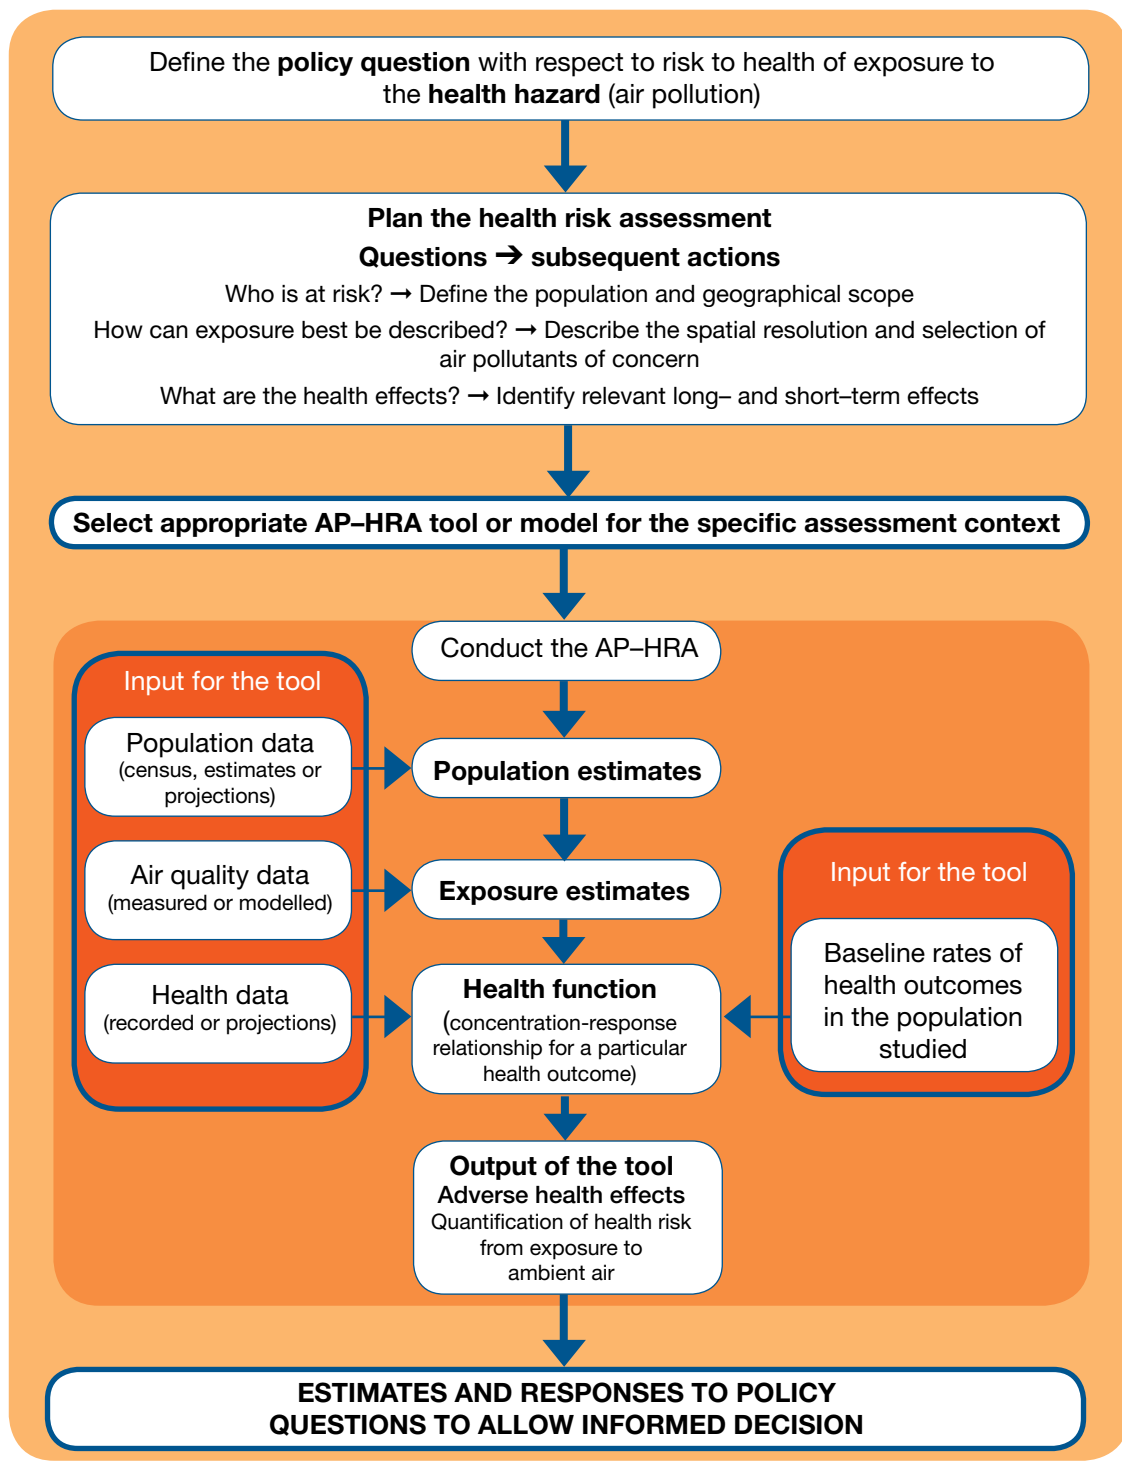 Define the policy question with respect to risk to health of exposure to
the health hazard (air pollution)
Plan the health risk assessment
Questions ➔ subsequent actions
Who is at risk? ➞ Define the population and geographical scope
How can exposure best be described? ➞ Describe the spatial resolution and selection of
air pollutants of concern
What are the health effects? ➞ Identify relevant long– and short–term effects
Select appropriate AP–HRA tool or model for the specific assessment context
Conduct the AP–HRA
Input for the tool
Population data
(census, estimates or
projections)
Population estimates
Air quality data
(measured or modelled)
Exposure estimates
Health data
(recorded or projections)
Health function
(concentration-response
relationship for a particular
health outcome)
Input for the tool
Baseline rates of
health outcomes
in the population
studied
Output of the tool
Adverse health effects
Quantification of health risk
from exposure to
ambient air
ESTIMATES AND RESPONSES TO POLICY
QUESTIONS TO ALLOW INFORMED DECISION